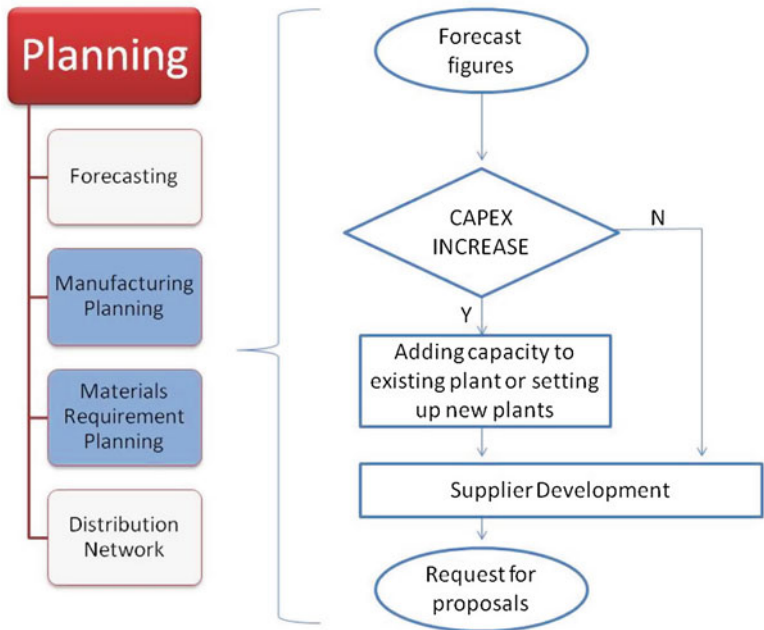 Planning
Forecasting
Manufacturing
Planning
Materials
Requirement
Planning
Distribution
Network
Forecast
figures
CAPEX
INCREASE
N
Y
Adding capacity to
existing plant or setting
up new plants
Supplier Development
Request for
proposals